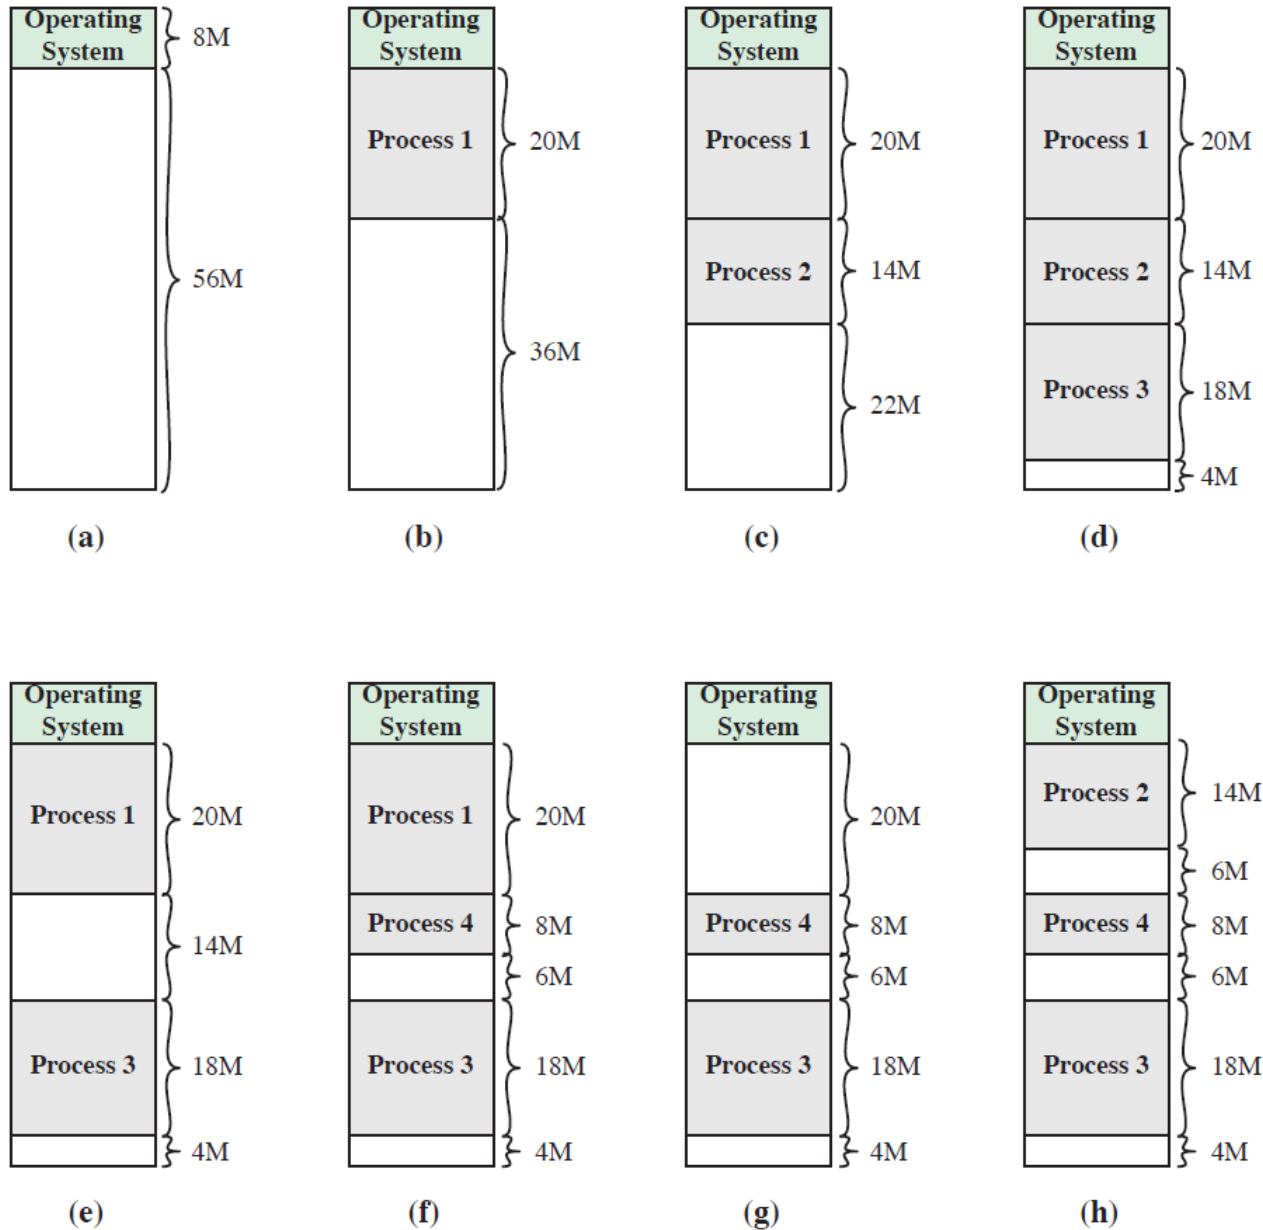 Operating
System
8M
56M
(a)
Operating
System
Process 1
20M
36M
(b)
Operating
System
Process 1
20M
Process 2
14M
22M
(c)
Operating
System
Process 1
20M
Process 2
14M
Process 3
18M
4M
(d)
Operating
System
Process 1
20M
14M
Process 3
18M
4M
(e)
Operating
System
Process 1
20M
Process 4
8M
6M
Process 3
18M
4M
(f)
Operating
System
20M
Process 4
8M
6M
Process 3
18M
4M
(g)
Operating
System
Process 2
14M
6M
Process 4
8M
6M
Process 3
18M
4M
(h)